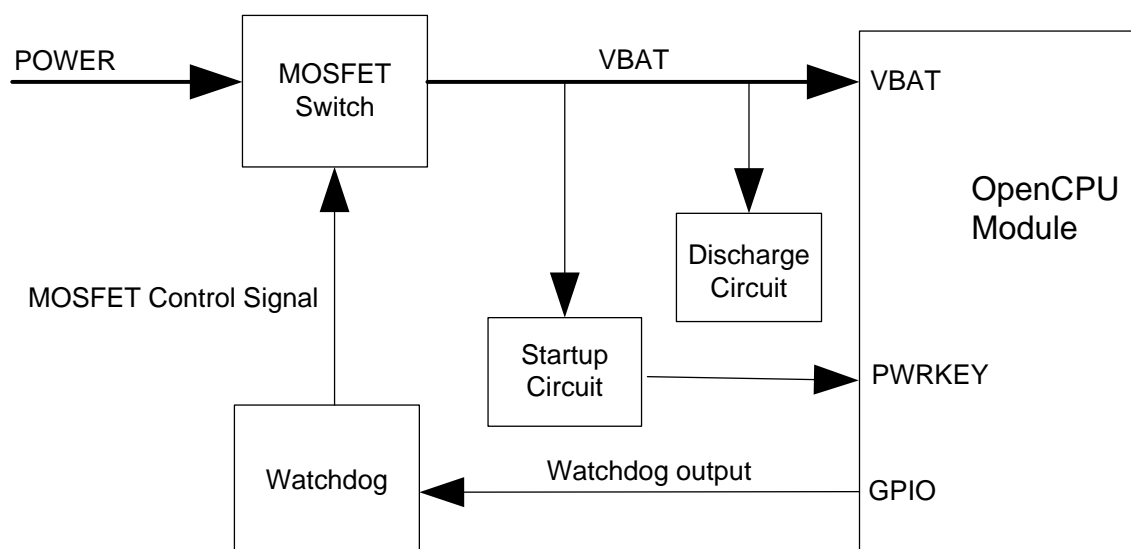 POWER
MOSFET
Switch
VBAT
VBAT
OpenCPU
Module
Discharge
Circuit
MOSFET Control Signal
Startup
Circuit
PWRKEY
Watchdog
Watchdog output
GPIO